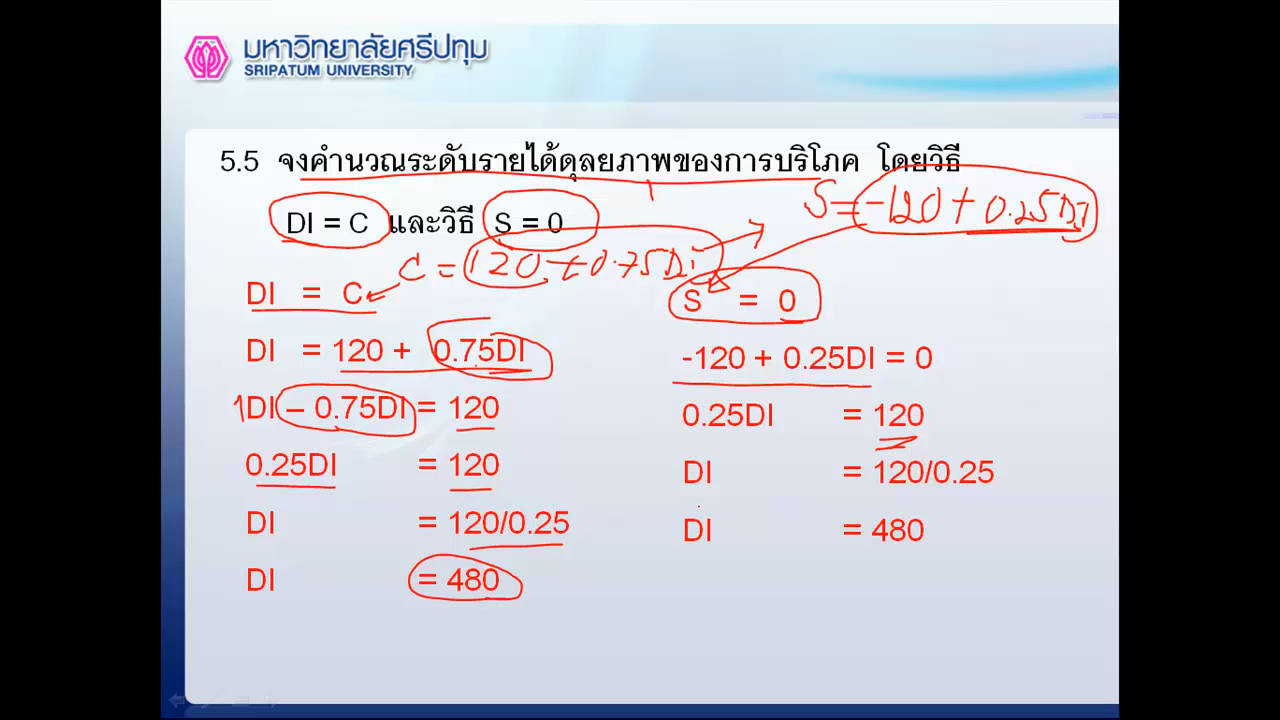 มหาวิทยาลัยศรีปทุม
SRIPATUM UNIVERSITY
5.5 จงคำนวณระดับรายได้ดุลยภาพของการบริโภค โดยวิธี
S = -120 + 0.25DI
DI = C และวิธี S = 0
C = 120 + 0.75Di
DI = C
DI = 120 + 0.75DI
1DI – 0.75DI = 120
0.25DI = 120
DI = 120/0.25
DI = 480
S = 0
-120 + 0.25DI = 0
0.25DI = 120
DI = 120/0.25
DI = 480